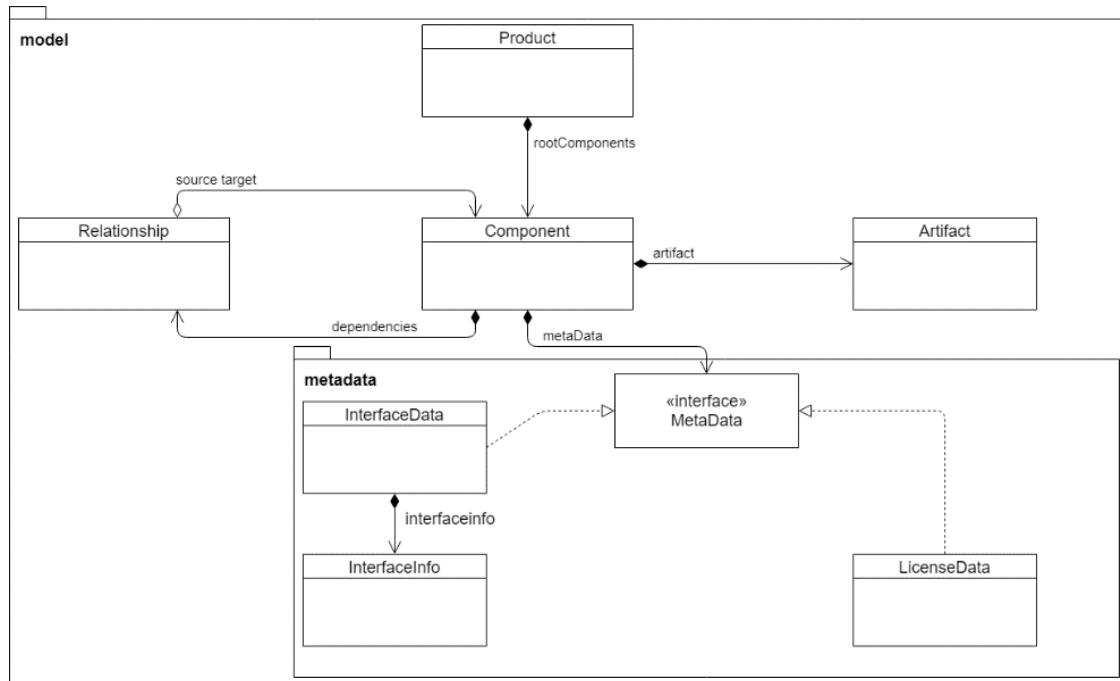 model
Product
rootComponents
source target
Relationship
Component
Artifact
artifact
dependencies
metaData
metadata
InterfaceData
«interface»
MetaData
interfaceinfo
InterfaceInfo
LicenseData